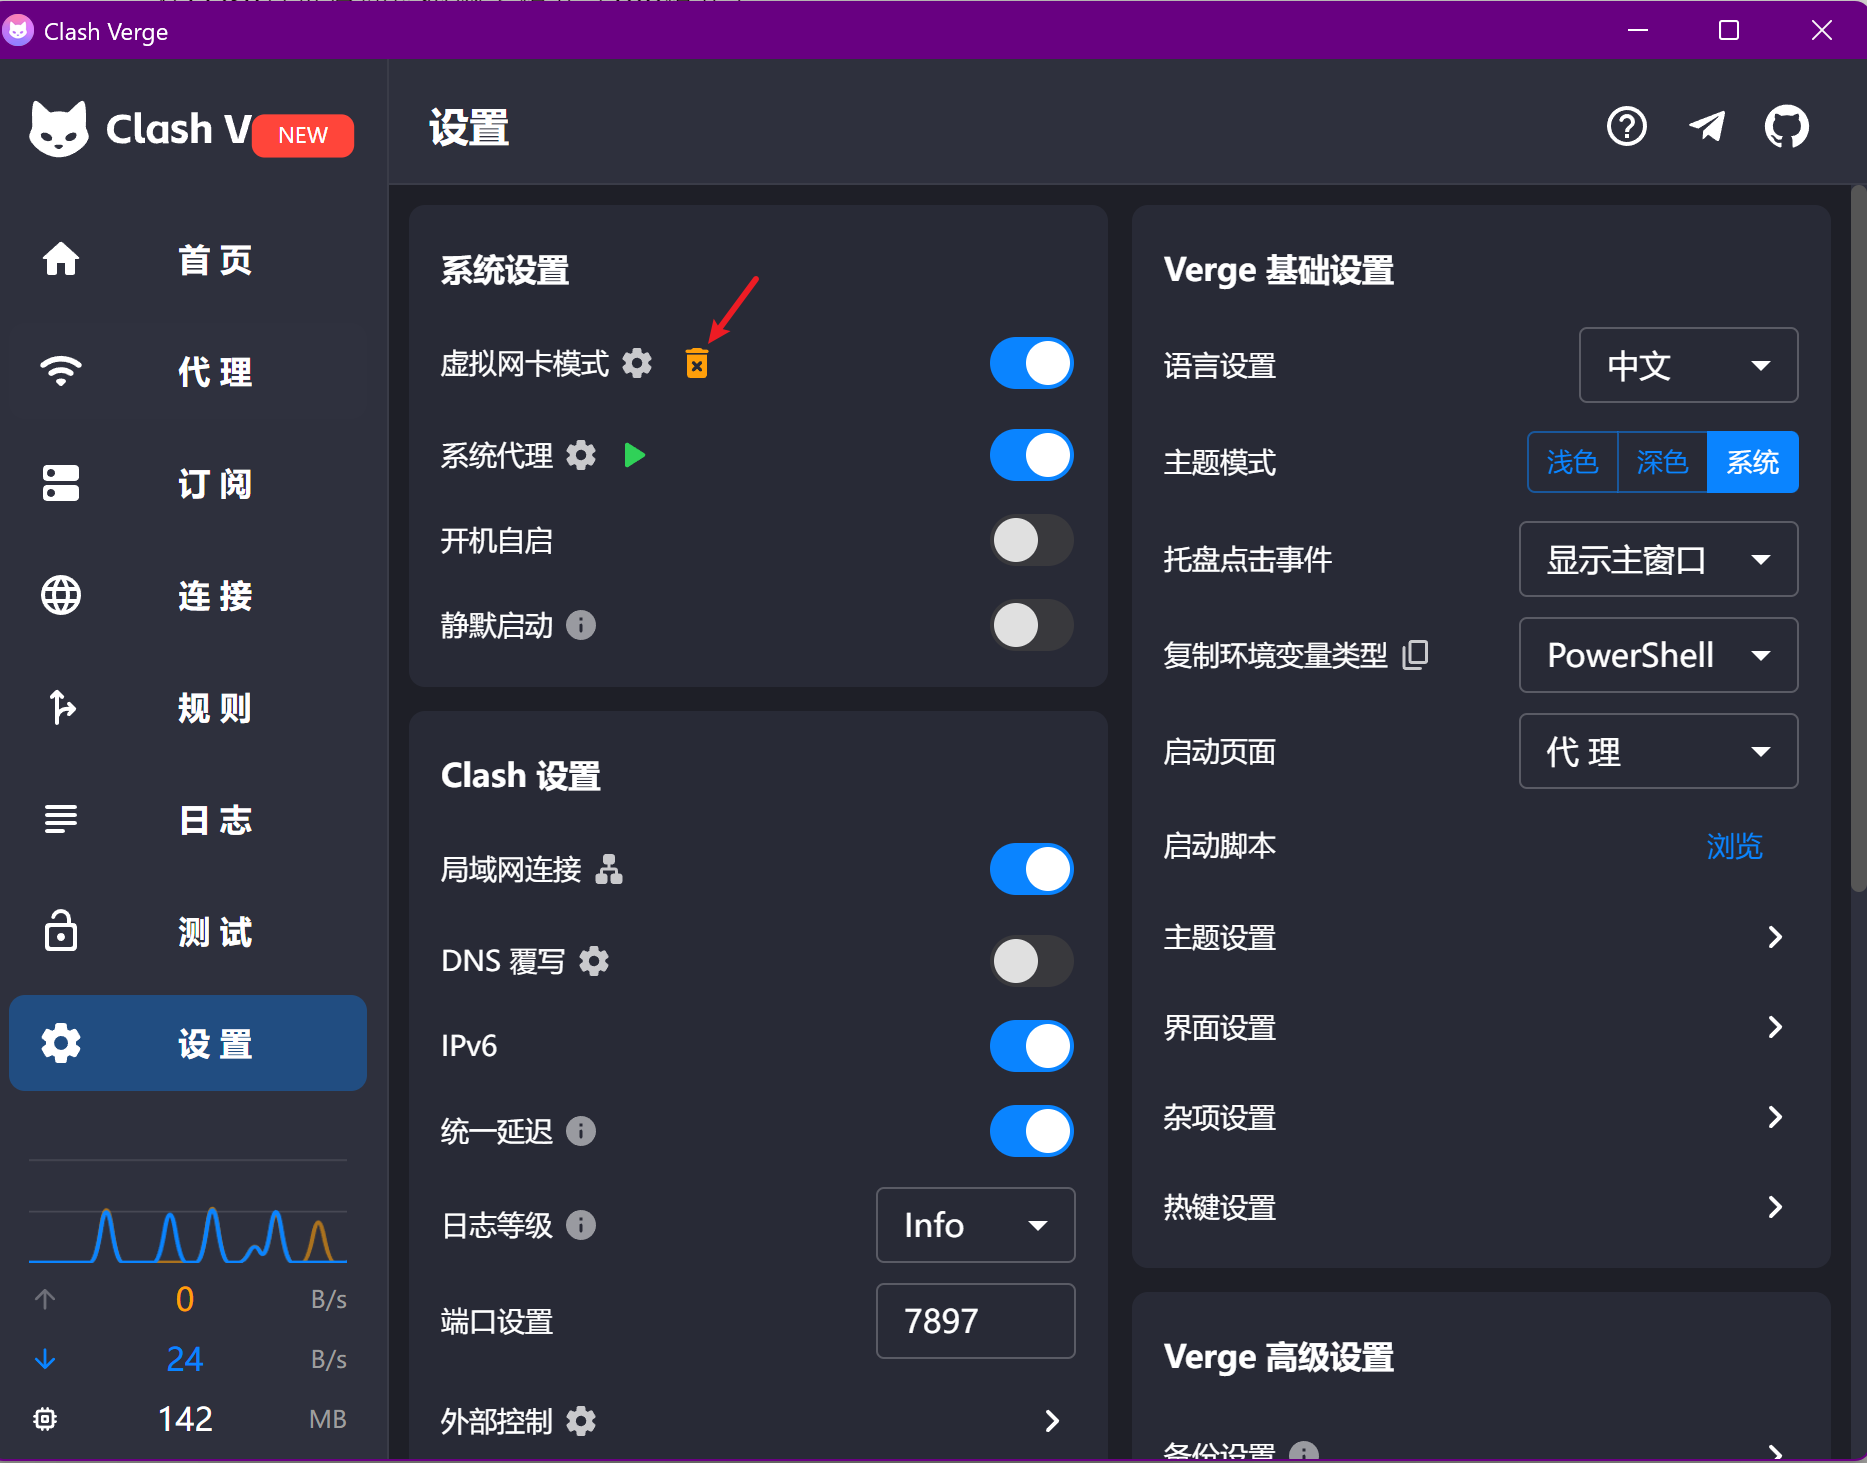 Clash Verge
Clash V
NEW
首 页
代 理
订 阅
连 接
规 则
日 志
测 试
设 置
0 B/s
24 B/s
142 MB
设置
系统设置
虚拟网卡模式
系统代理
开机自启
静默启动
Clash 设置
局域网连接
DNS 覆写
IPv6
统一延迟
日志等级 Info
端口设置 7897
外部控制
Verge 基础设置
语言设置 中文
主题模式 浅色 深色 系统
托盘点击事件 显示主窗口
复制环境变量类型 PowerShell
启动页面 代 理
启动脚本 浏览
主题设置
界面设置
杂项设置
热键设置
Verge 高级设置
备份设置